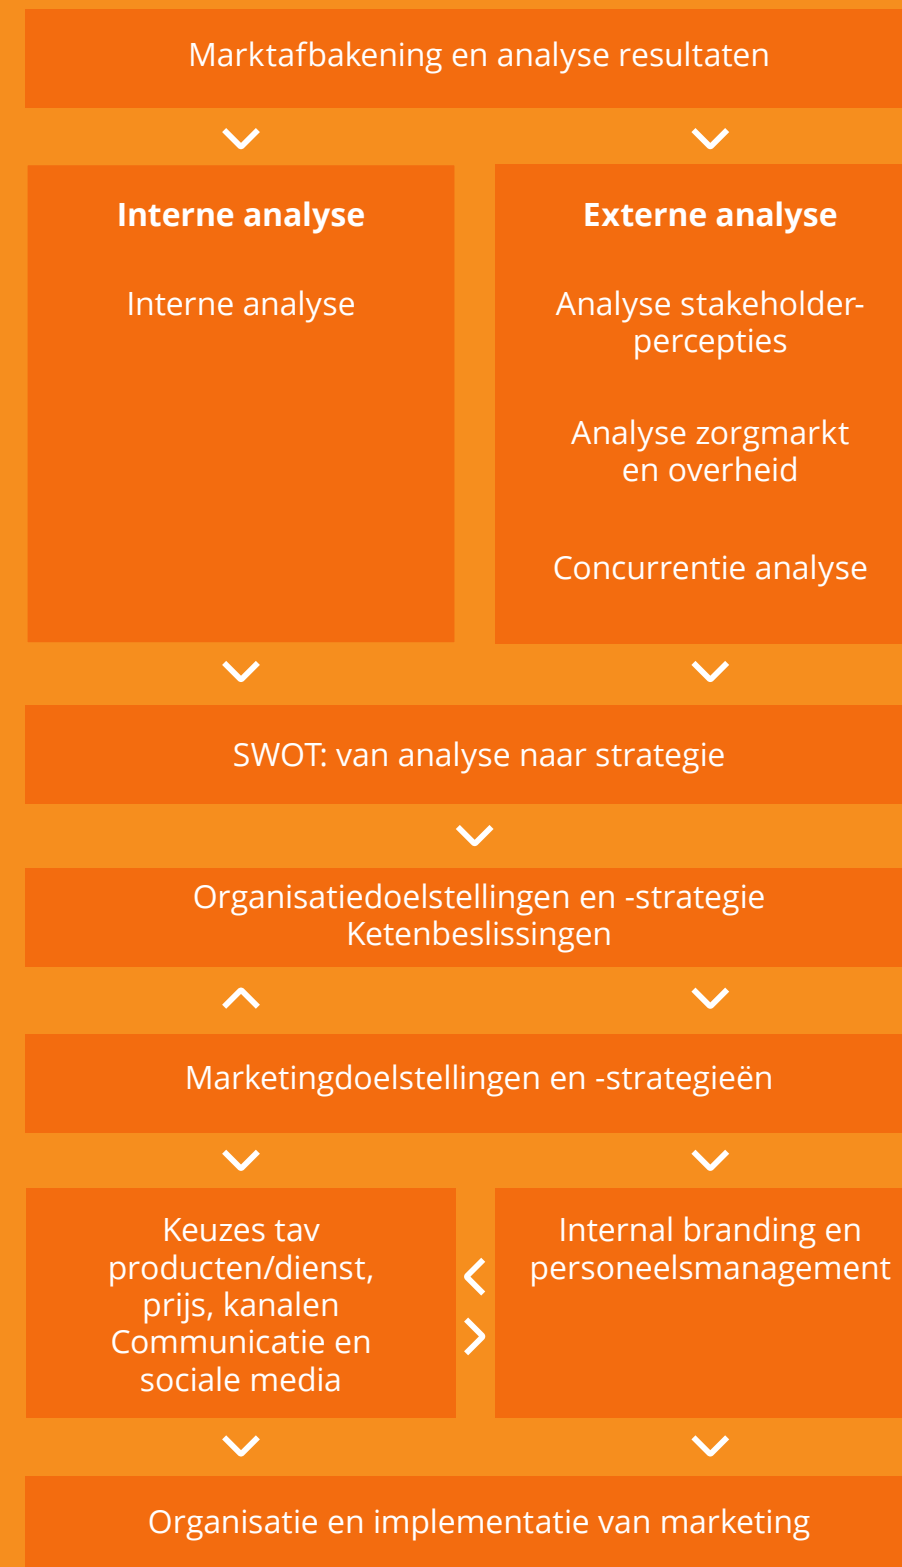 Marktafbakening en analyse resultaten
Interne analyse
Interne analyse
Externe analyse
Analyse stakeholder-
percepties
Analyse zorgmarkt
en overheid
Concurrentie analyse
SWOT: van analyse naar strategie
Organisatiedoelstellingen en -strategie
Ketenbeslissingen
Marketingdoelstellingen en -strategieën
Keuzes tav
producten/dienst,
prijs, kanalen
Communicatie en
sociale media
Internal branding en
personeelsmanagement
Organisatie en implementatie van marketing